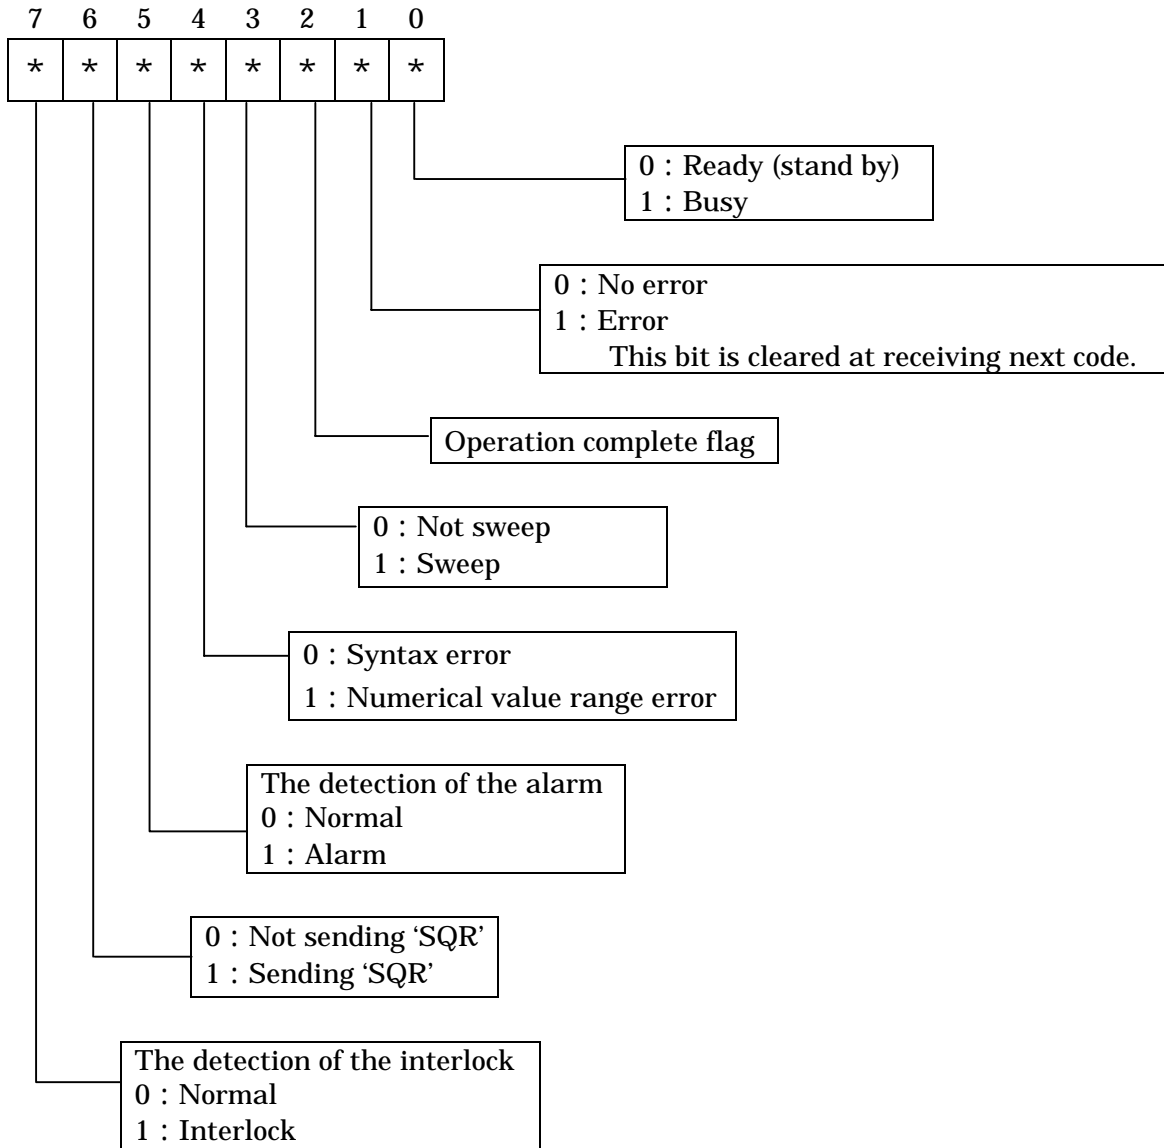 7 6 5 4 3 2 1 0
* * * * * * * *
0 : Ready (stand by)
1 : Busy
0 : No error
1 : Error
This bit is cleared at receiving next code.
Operation complete flag
0 : Not sweep
1 : Sweep
0 : Syntax error
1 : Numerical value range error
The detection of the alarm
0 : Normal
1 : Alarm
0 : Not sending ‘SQR’
1 : Sending ‘SQR’
The detection of the interlock
0 : Normal
1 : Interlock